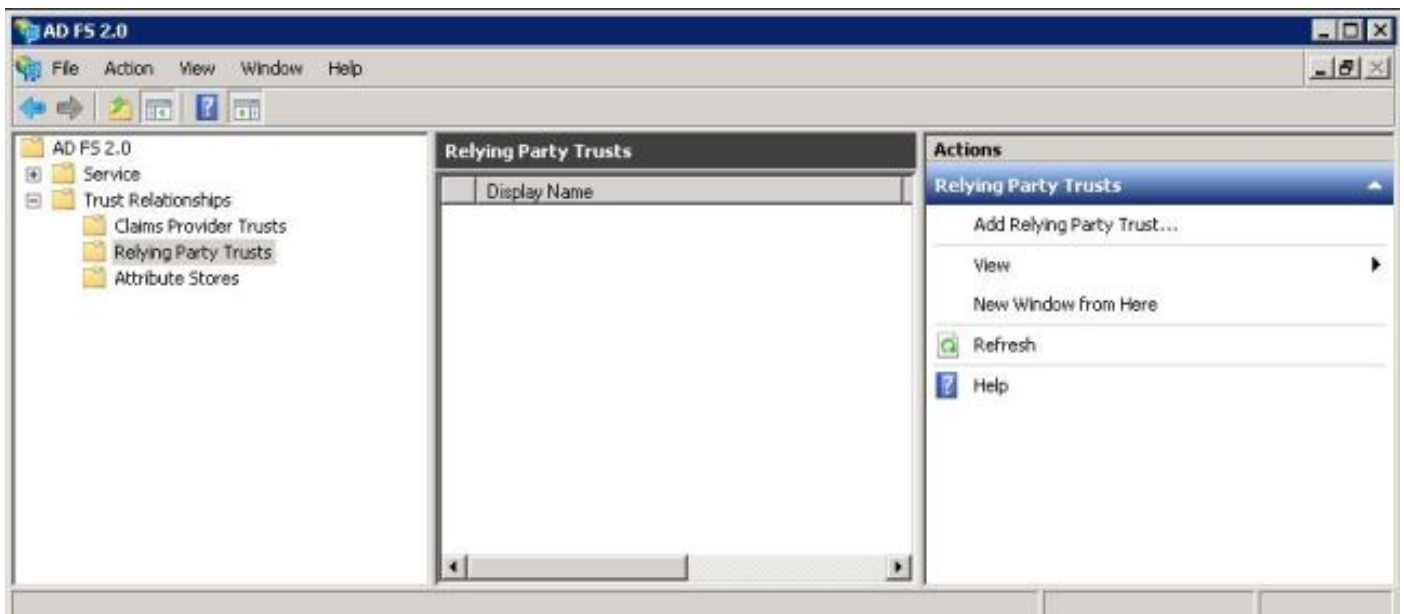 AD FS 2.0
File Action View Window Help
AD FS 2.0
Service
Trust Relationships
Claims Provider Trusts
Relying Party Trusts
Attribute Stores
Relying Party Trusts
Display Name
Actions
Relying Party Trusts
Add Relying Party Trust...
View
New Window from Here
Refresh
Help